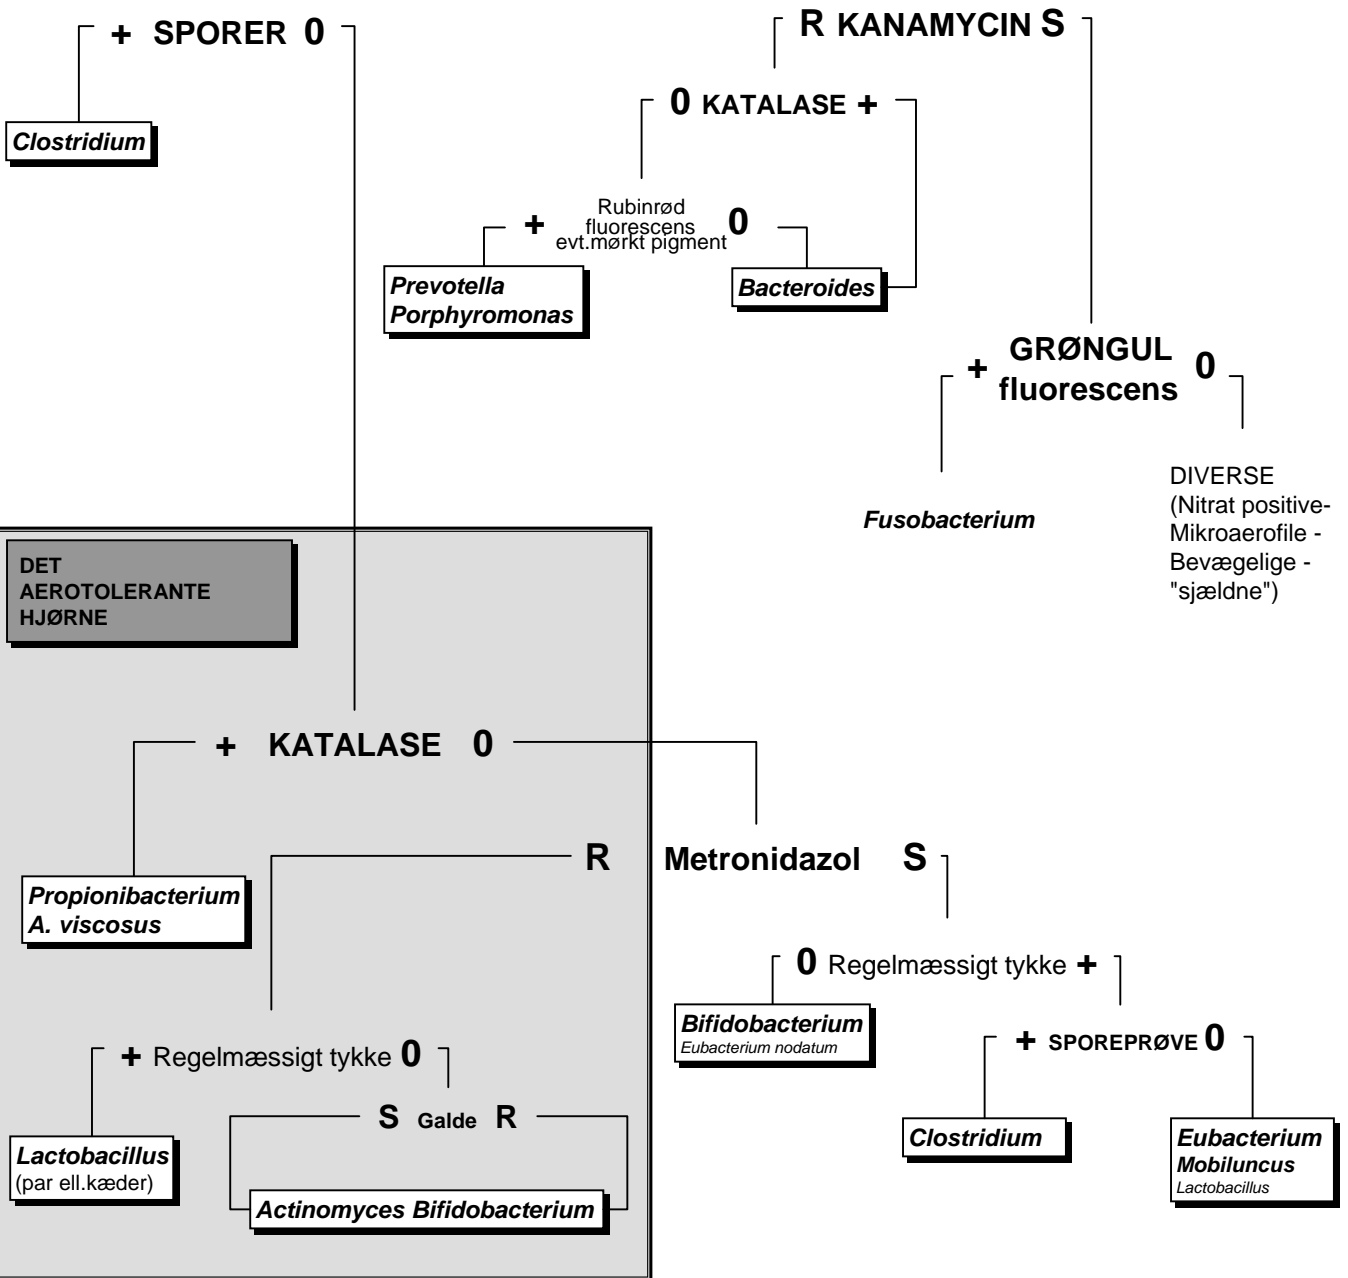 + SPORER 0
Clostridium
R KANAMYCIN S
0 KATALASE +
+ Rubinrød 0
fluorescens
evt.mørkt pigment
Prevotella
Porphyromonas
Bacteroides
+ GRØNGUL 0
fluorescens
Fusobacterium
DIVERSE
(Nitrat positive-
Mikroaerofile -
Bevægelige -
"sjældne")
DET
AEROTOLERANTE
HJØRNE
+ KATALASE 0
Propionibacterium
A. viscosus
R Metronidazol S
0 Regelmæssigt tykke +
Bifidobacterium
Eubacterium nodatum
+ SPOREPRØVE 0
Clostridium
Eubacterium
Mobiluncus
Lactobacillus
+ Regelmæssigt tykke 0
Lactobacillus
(par ell.kæder)
S Galde R
Actinomyces Bifidobacterium